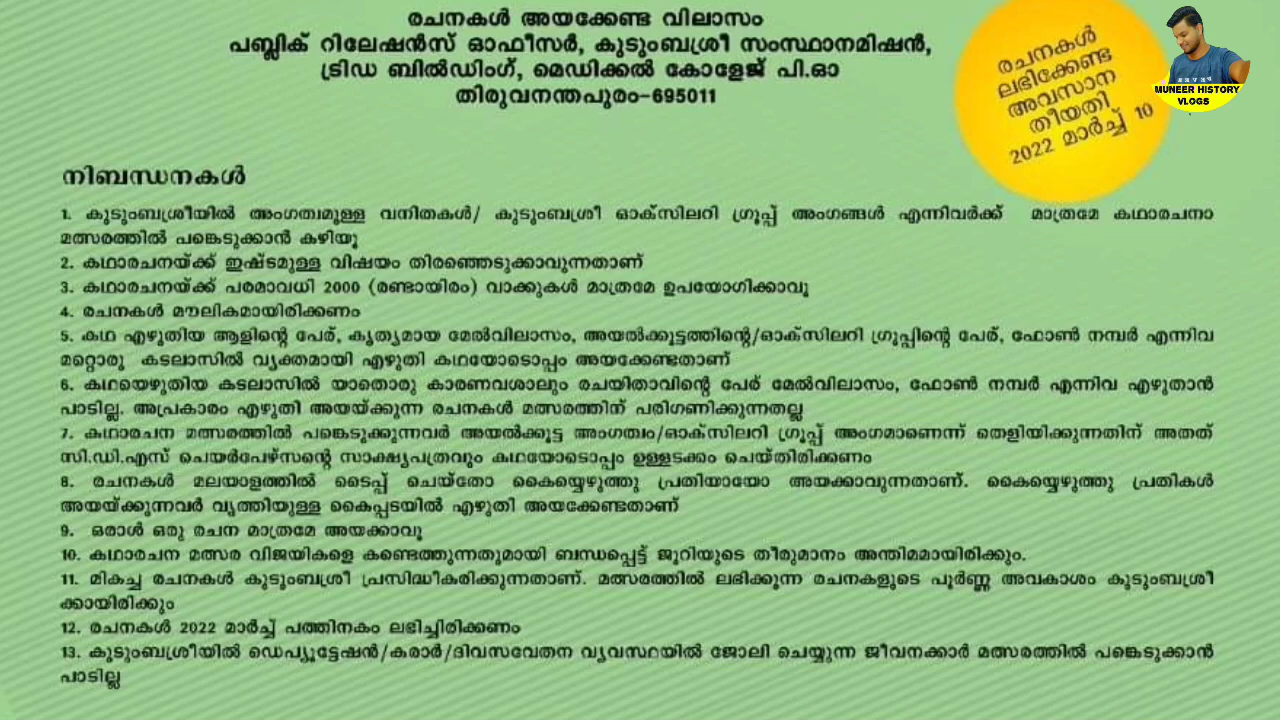 രചനകൾ അയക്കേണ്ട വിലാസം
പബ്ലിക് റിലേഷൻസ് ഓഫീസർ, കുടുംബശ്രീ സംസ്ഥാനമിഷൻ,
ട്രിഡ ബിൽഡിംഗ്, മെഡിക്കൽ കോളേജ് പി.ഓ
തിരുവനന്തപുരം-695011
രചനകൾ
ലഭിക്കേണ്ട
അവസാന
തീയതി
2022 മാർച്ച് 10
MUNEER HISTORY
VLOGS
നിബന്ധനകൾ
1. കുടുംബശ്രീയിൽ അംഗത്വമുള്ള വനിതകൾ/ കുടുംബശ്രീ ഓക്സിലറി ഗ്രൂപ്പ് അംഗങ്ങൾ എന്നിവർക്ക് മാത്രമേ കഥാരചനാ
മത്സരത്തിൽ പങ്കെടുക്കാൻ കഴിയൂ
2. കഥാരചനയ്ക്ക് ഇഷ്ടമുള്ള വിഷയം തിരഞ്ഞെടുക്കാവുന്നതാണ്
3. കഥാരചനയ്ക്ക് പരമാവധി 2000 (രണ്ടായിരം) വാക്കുകൾ മാത്രമേ ഉപയോഗിക്കാവൂ
4. രചനകൾ മൗലികമായിരിക്കണം
5. കഥ എഴുതിയ ആളിന്റെ പേര്, കൃത്യമായ മേൽവിലാസം, അയൽക്കൂട്ടത്തിന്റെ/ഓക്സിലറി ഗ്രൂപ്പിന്റെ പേര്, ഫോൺ നമ്പർ എന്നിവ
മറ്റൊരു കടലാസിൽ വ്യക്തമായി എഴുതി കഥയോടൊപ്പം അയക്കേണ്ടതാണ്
6. കഥയെഴുതിയ കടലാസിൽ യാതൊരു കാരണവശാലും രചയിതാവിന്റെ പേര് മേൽവിലാസം, ഫോൺ നമ്പർ എന്നിവ എഴുതാൻ
പാടില്ല. അപ്രകാരം എഴുതി അയയ്ക്കുന്ന രചനകൾ മത്സരത്തിന് പരിഗണിക്കുന്നതല്ല
7. കഥാരചന മത്സരത്തിൽ പങ്കെടുക്കുന്നവർ അയൽക്കൂട്ട അംഗത്വം/ഓക്സിലറി ഗ്രൂപ്പ് അംഗമാണെന്ന് തെളിയിക്കുന്നതിന് അതത്
സി.ഡി.എസ് ചെയർപേഴ്സന്റെ സാക്ഷ്യപത്രവും കഥയോടൊപ്പം ഉള്ളടക്കം ചെയ്തിരിക്കണം
8. രചനകൾ മലയാളത്തിൽ ടൈപ്പ് ചെയ്തോ കൈയ്യെഴുത്തു പ്രതിയായോ അയക്കാവുന്നതാണ്. കൈയ്യെഴുത്തു പ്രതികൾ
അയയ്ക്കുന്നവർ വൃത്തിയുള്ള കൈപ്പടയിൽ എഴുതി അയക്കേണ്ടതാണ്
9. ഒരാൾ ഒരു രചന മാത്രമേ അയക്കാവൂ
10. കഥാരചന മത്സര വിജയികളെ കണ്ടെത്തുന്നതുമായി ബന്ധപ്പെട്ട് ജൂറിയുടെ തീരുമാനം അന്തിമമായിരിക്കും.
11. മികച്ച രചനകൾ കുടുംബശ്രീ പ്രസിദ്ധീകരിക്കുന്നതാണ്. മത്സരത്തിൽ ലഭിക്കുന്ന രചനകളുടെ പൂർണ്ണ അവകാശം കുടുംബശ്രീ
ക്കായിരിക്കും
12. രചനകൾ 2022 മാർച്ച് പത്തിനകം ലഭിച്ചിരിക്കണം
13. കുടുംബശ്രീയിൽ ഡെപ്യൂട്ടേഷൻ/കരാർ/ദിവസവേതന വ്യവസ്ഥയിൽ ജോലി ചെയ്യുന്ന ജീവനക്കാർ മത്സരത്തിൽ പങ്കെടുക്കാൻ
പാടില്ല